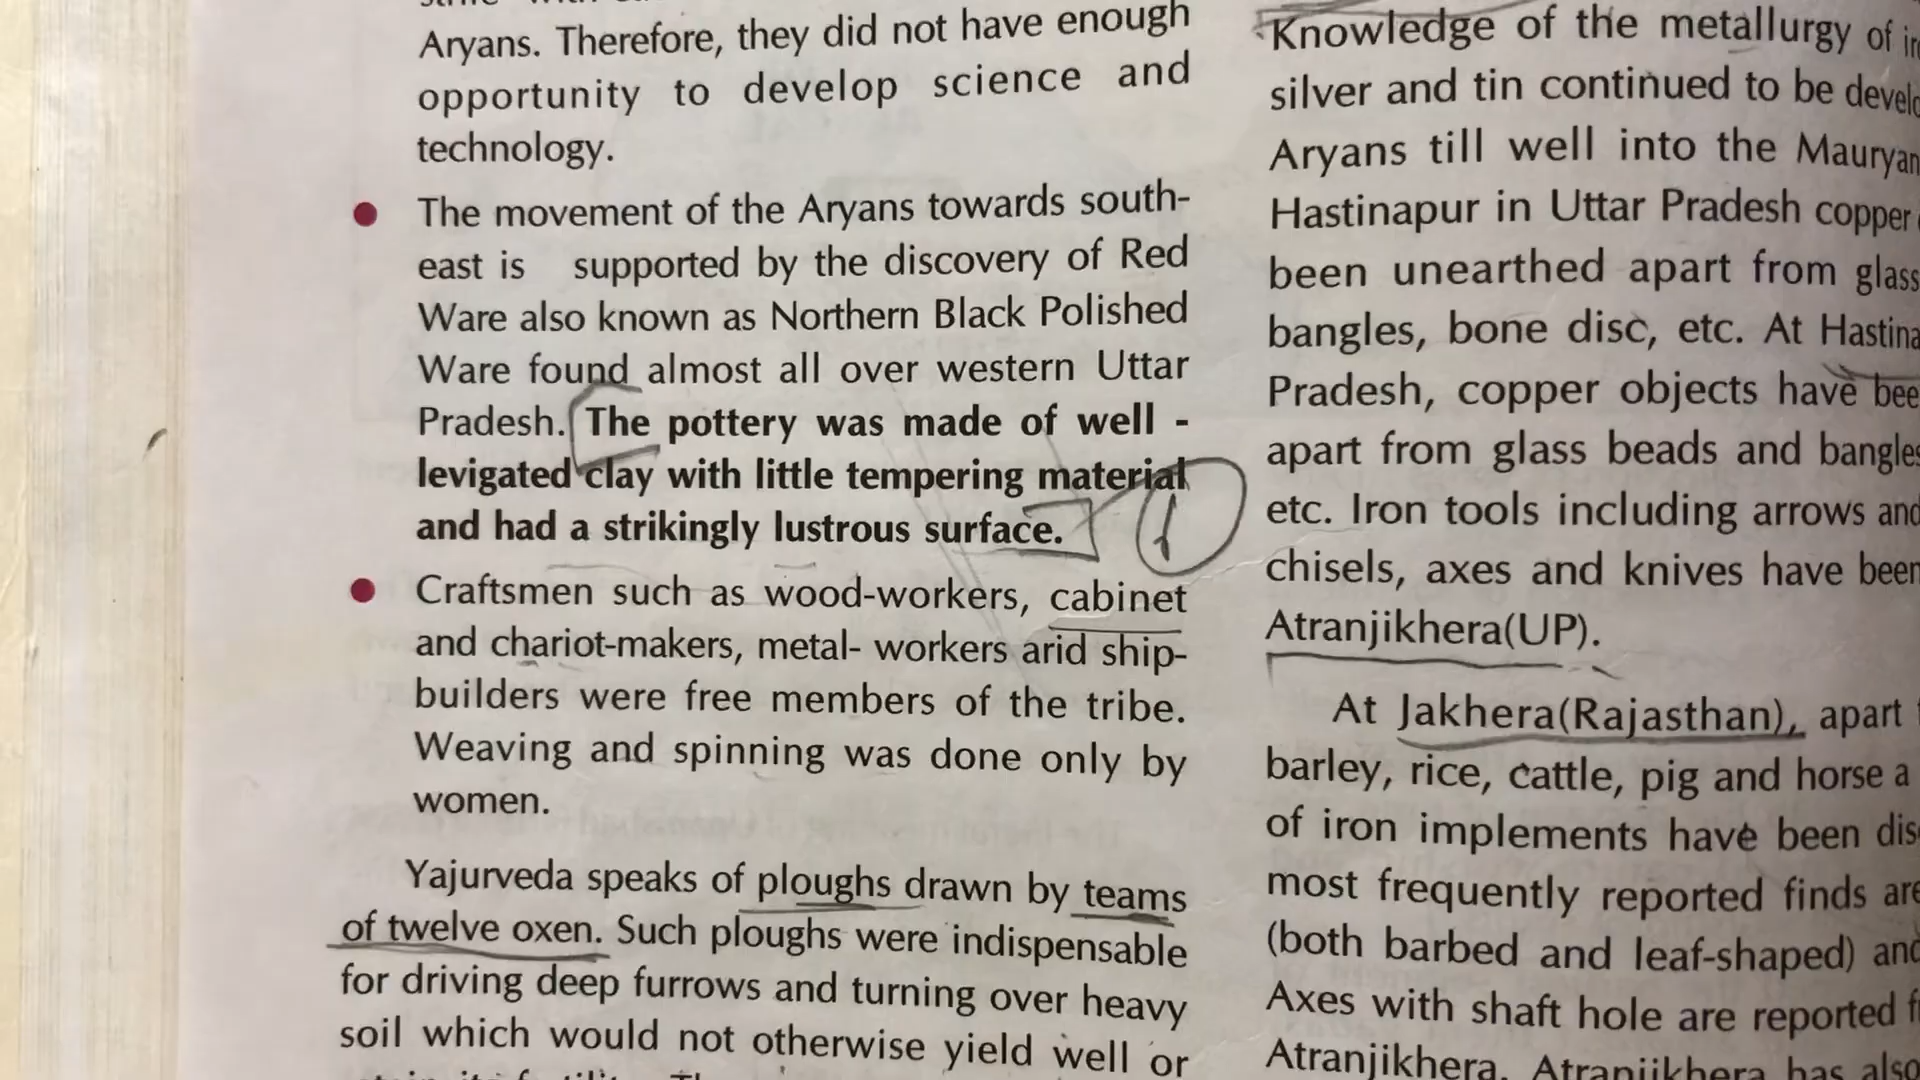 Aryans. Therefore, they did not have enough
opportunity to develop science and
technology.
● The movement of the Aryans towards south-
east is supported by the discovery of Red
Ware also known as Northern Black Polished
Ware found almost all over western Uttar
Pradesh. The pottery was made of well -
levigated clay with little tempering material
and had a strikingly lustrous surface.
● Craftsmen such as wood-workers, cabinet
and chariot-makers, metal- workers arid ship-
builders were free members of the tribe.
Weaving and spinning was done only by
women.
Yajurveda speaks of ploughs drawn by teams
of twelve oxen. Such ploughs were indispensable
for driving deep furrows and turning over heavy
soil which would not otherwise yield well or
Knowledge of the metallurgy of
silver and tin continued to be
Aryans till well into the Mauryan
Hastinapur in Uttar Pradesh copper
been unearthed apart from glass
bangles, bone disc, etc. At
Pradesh, copper objects have
apart from glass beads and
etc. Iron tools including arrows
chisels, axes and knives have been
Atranjikhera(UP).
At Jakhera(Rajasthan), apart
barley, rice, cattle, pig and horse a
of iron implements have been
most frequently reported finds
(both barbed and leaf-shaped)
Axes with shaft hole are reported
Atranjikhera. Atranjikhera has also